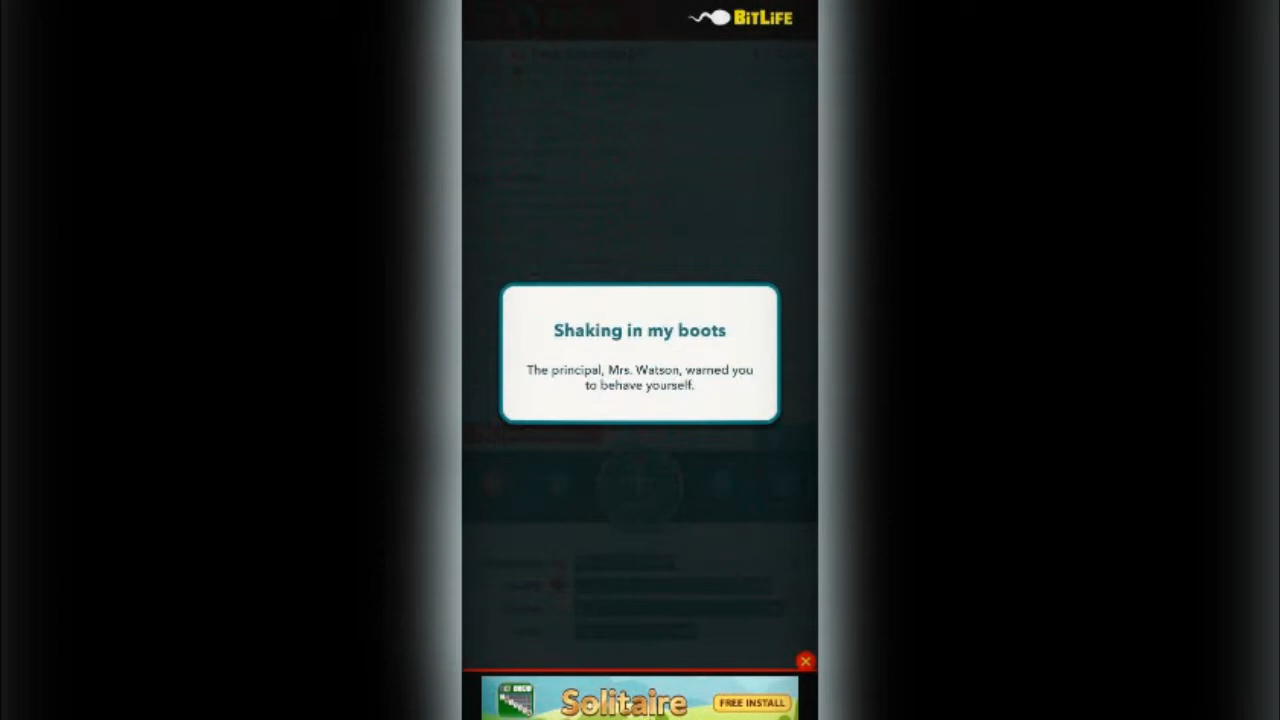 BitLife
Shaking in my boots
The principal, Mrs. Watson, warned you
to behave yourself.
Solitaire
FREE INSTALL